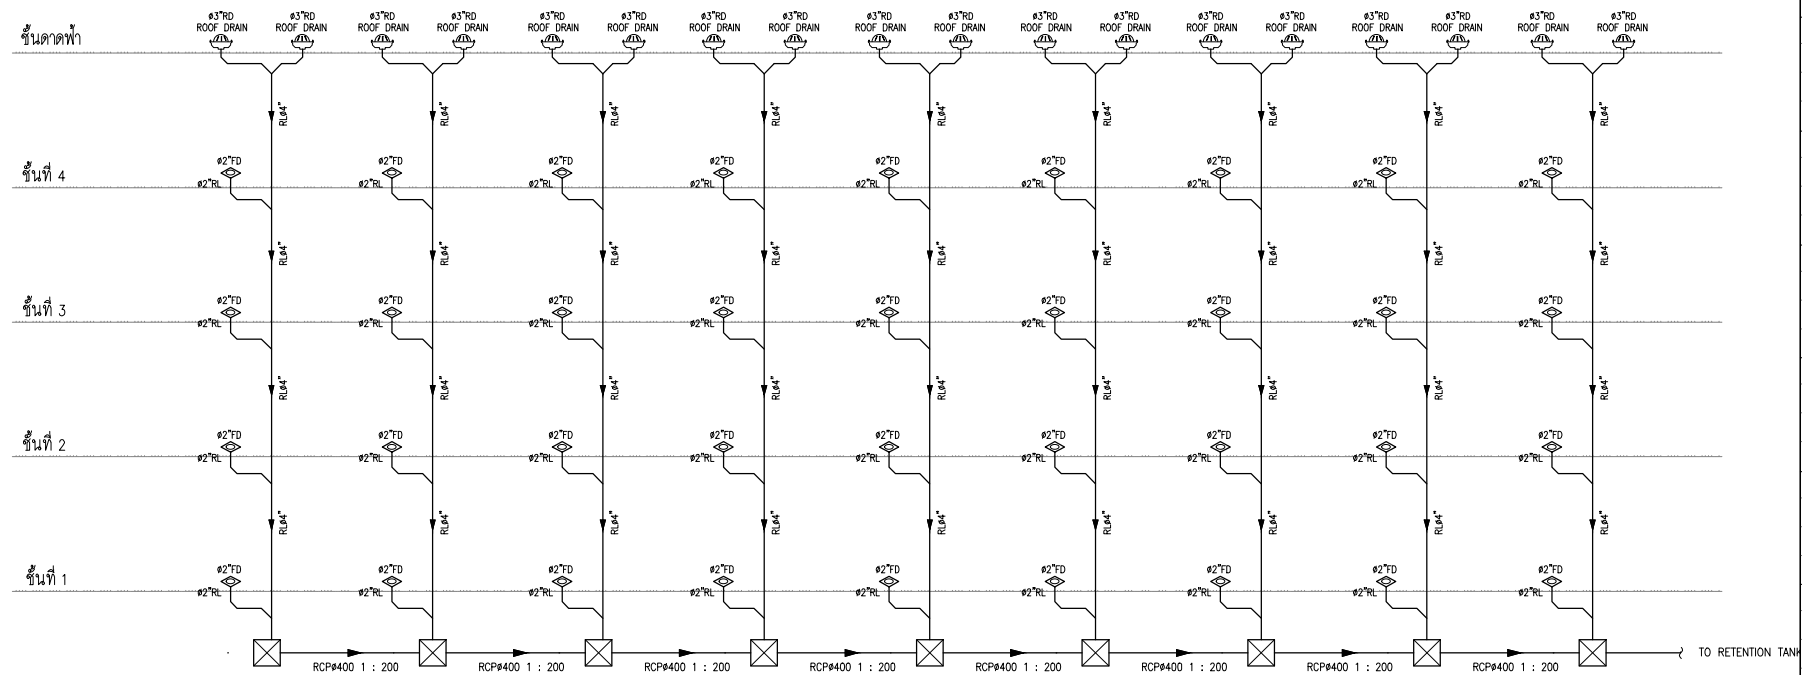 ø3"RD ø3"RD ø3"RD ø3"RD ø3"RD ø3"RD ø3"RD ø3"RD ø3"RD ø3"RD ø3"RD ø3"RD ø3"RD ø3"RD ø3"RD ø3"RD ø3"RD ø3"RD
ROOF DRAIN ROOF DRAIN ROOF DRAIN ROOF DRAIN ROOF DRAIN ROOF DRAIN ROOF DRAIN ROOF DRAIN ROOF DRAIN ROOF DRAIN ROOF DRAIN ROOF DRAIN ROOF DRAIN ROOF DRAIN ROOF DRAIN ROOF DRAIN ROOF DRAIN ROOF DRAIN
ชั้นดาดฟ้า
RLø4" RLø4" RLø4" RLø4" RLø4" RLø4" RLø4" RLø4" RLø4"
ø2"FD ø2"FD ø2"FD ø2"FD ø2"FD ø2"FD ø2"FD ø2"FD ø2"FD
ชั้นที่ 4
ø2"RL ø2"RL ø2"RL ø2"RL ø2"RL ø2"RL ø2"RL ø2"RL ø2"RL
RLø4" RLø4" RLø4" RLø4" RLø4" RLø4" RLø4" RLø4" RLø4"
ø2"FD ø2"FD ø2"FD ø2"FD ø2"FD ø2"FD ø2"FD ø2"FD ø2"FD
ชั้นที่ 3
ø2"RL ø2"RL ø2"RL ø2"RL ø2"RL ø2"RL ø2"RL ø2"RL ø2"RL
RLø4" RLø4" RLø4" RLø4" RLø4" RLø4" RLø4" RLø4" RLø4"
ø2"FD ø2"FD ø2"FD ø2"FD ø2"FD ø2"FD ø2"FD ø2"FD ø2"FD
ชั้นที่ 2
ø2"RL ø2"RL ø2"RL ø2"RL ø2"RL ø2"RL ø2"RL ø2"RL ø2"RL
RLø4" RLø4" RLø4" RLø4" RLø4" RLø4" RLø4" RLø4" RLø4"
ø2"FD ø2"FD ø2"FD ø2"FD ø2"FD ø2"FD ø2"FD ø2"FD ø2"FD
ชั้นที่ 1
ø2"RL ø2"RL ø2"RL ø2"RL ø2"RL ø2"RL ø2"RL ø2"RL ø2"RL
TO RETENTION TANK
RCPø400 1 : 200 RCPø400 1 : 200 RCPø400 1 : 200 RCPø400 1 : 200 RCPø400 1 : 200 RCPø400 1 : 200 RCPø400 1 : 200 RCPø400 1 : 200